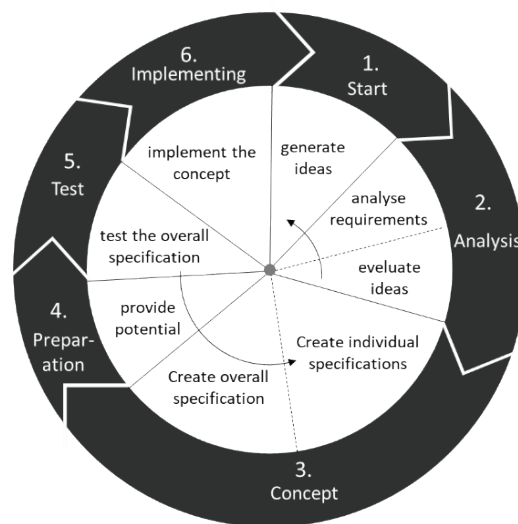 1.
Start
2.
Analysis
3.
Concept
4.
Prepar-
ation
5.
Test
6.
Implementing
generate
ideas
analyse
requirements
eveluate
ideas
Create individual
specifications
Create overall
specification
provide
potential
test the overall
specification
implement the
concept